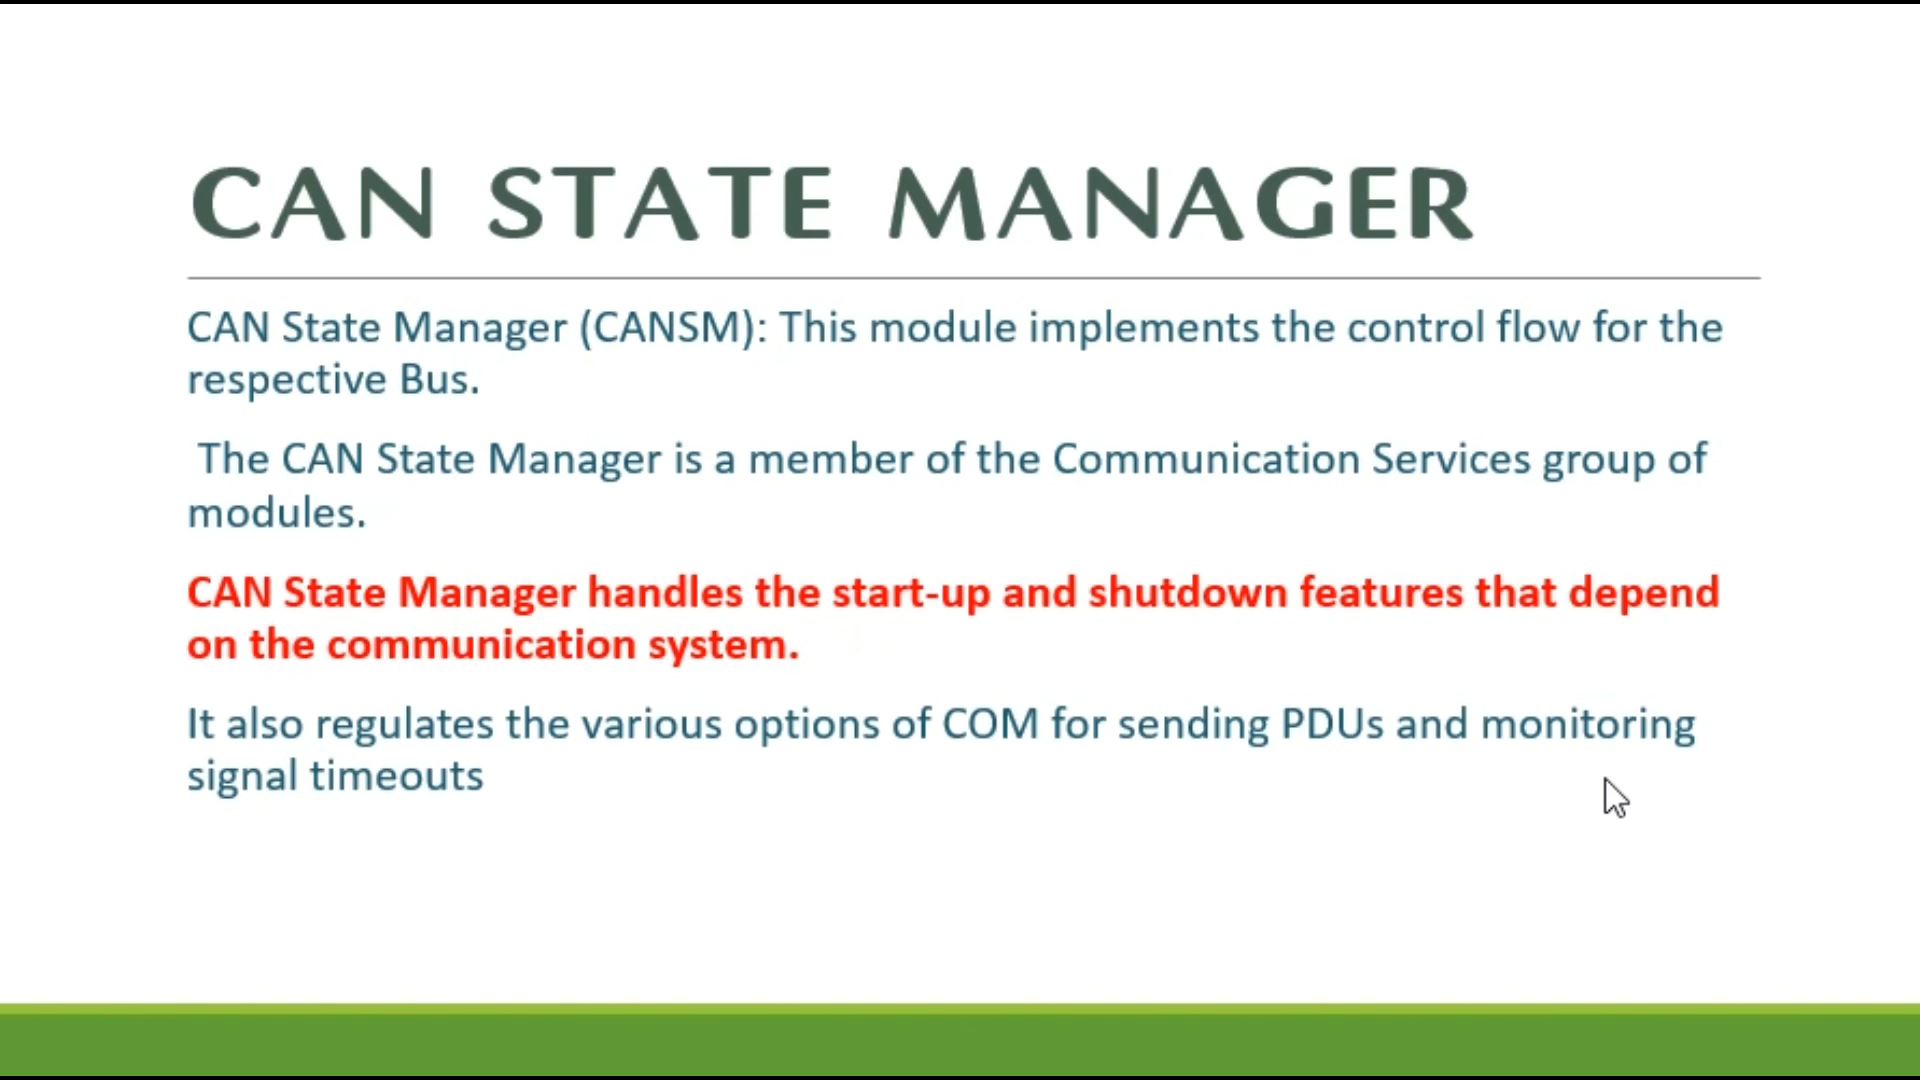 CAN STATE MANAGER
CAN State Manager (CANSM): This module implements the control flow for the
respective Bus.
The CAN State Manager is a member of the Communication Services group of
modules.
CAN State Manager handles the start-up and shutdown features that depend
on the communication system.
It also regulates the various options of COM for sending PDUs and monitoring
signal timeouts